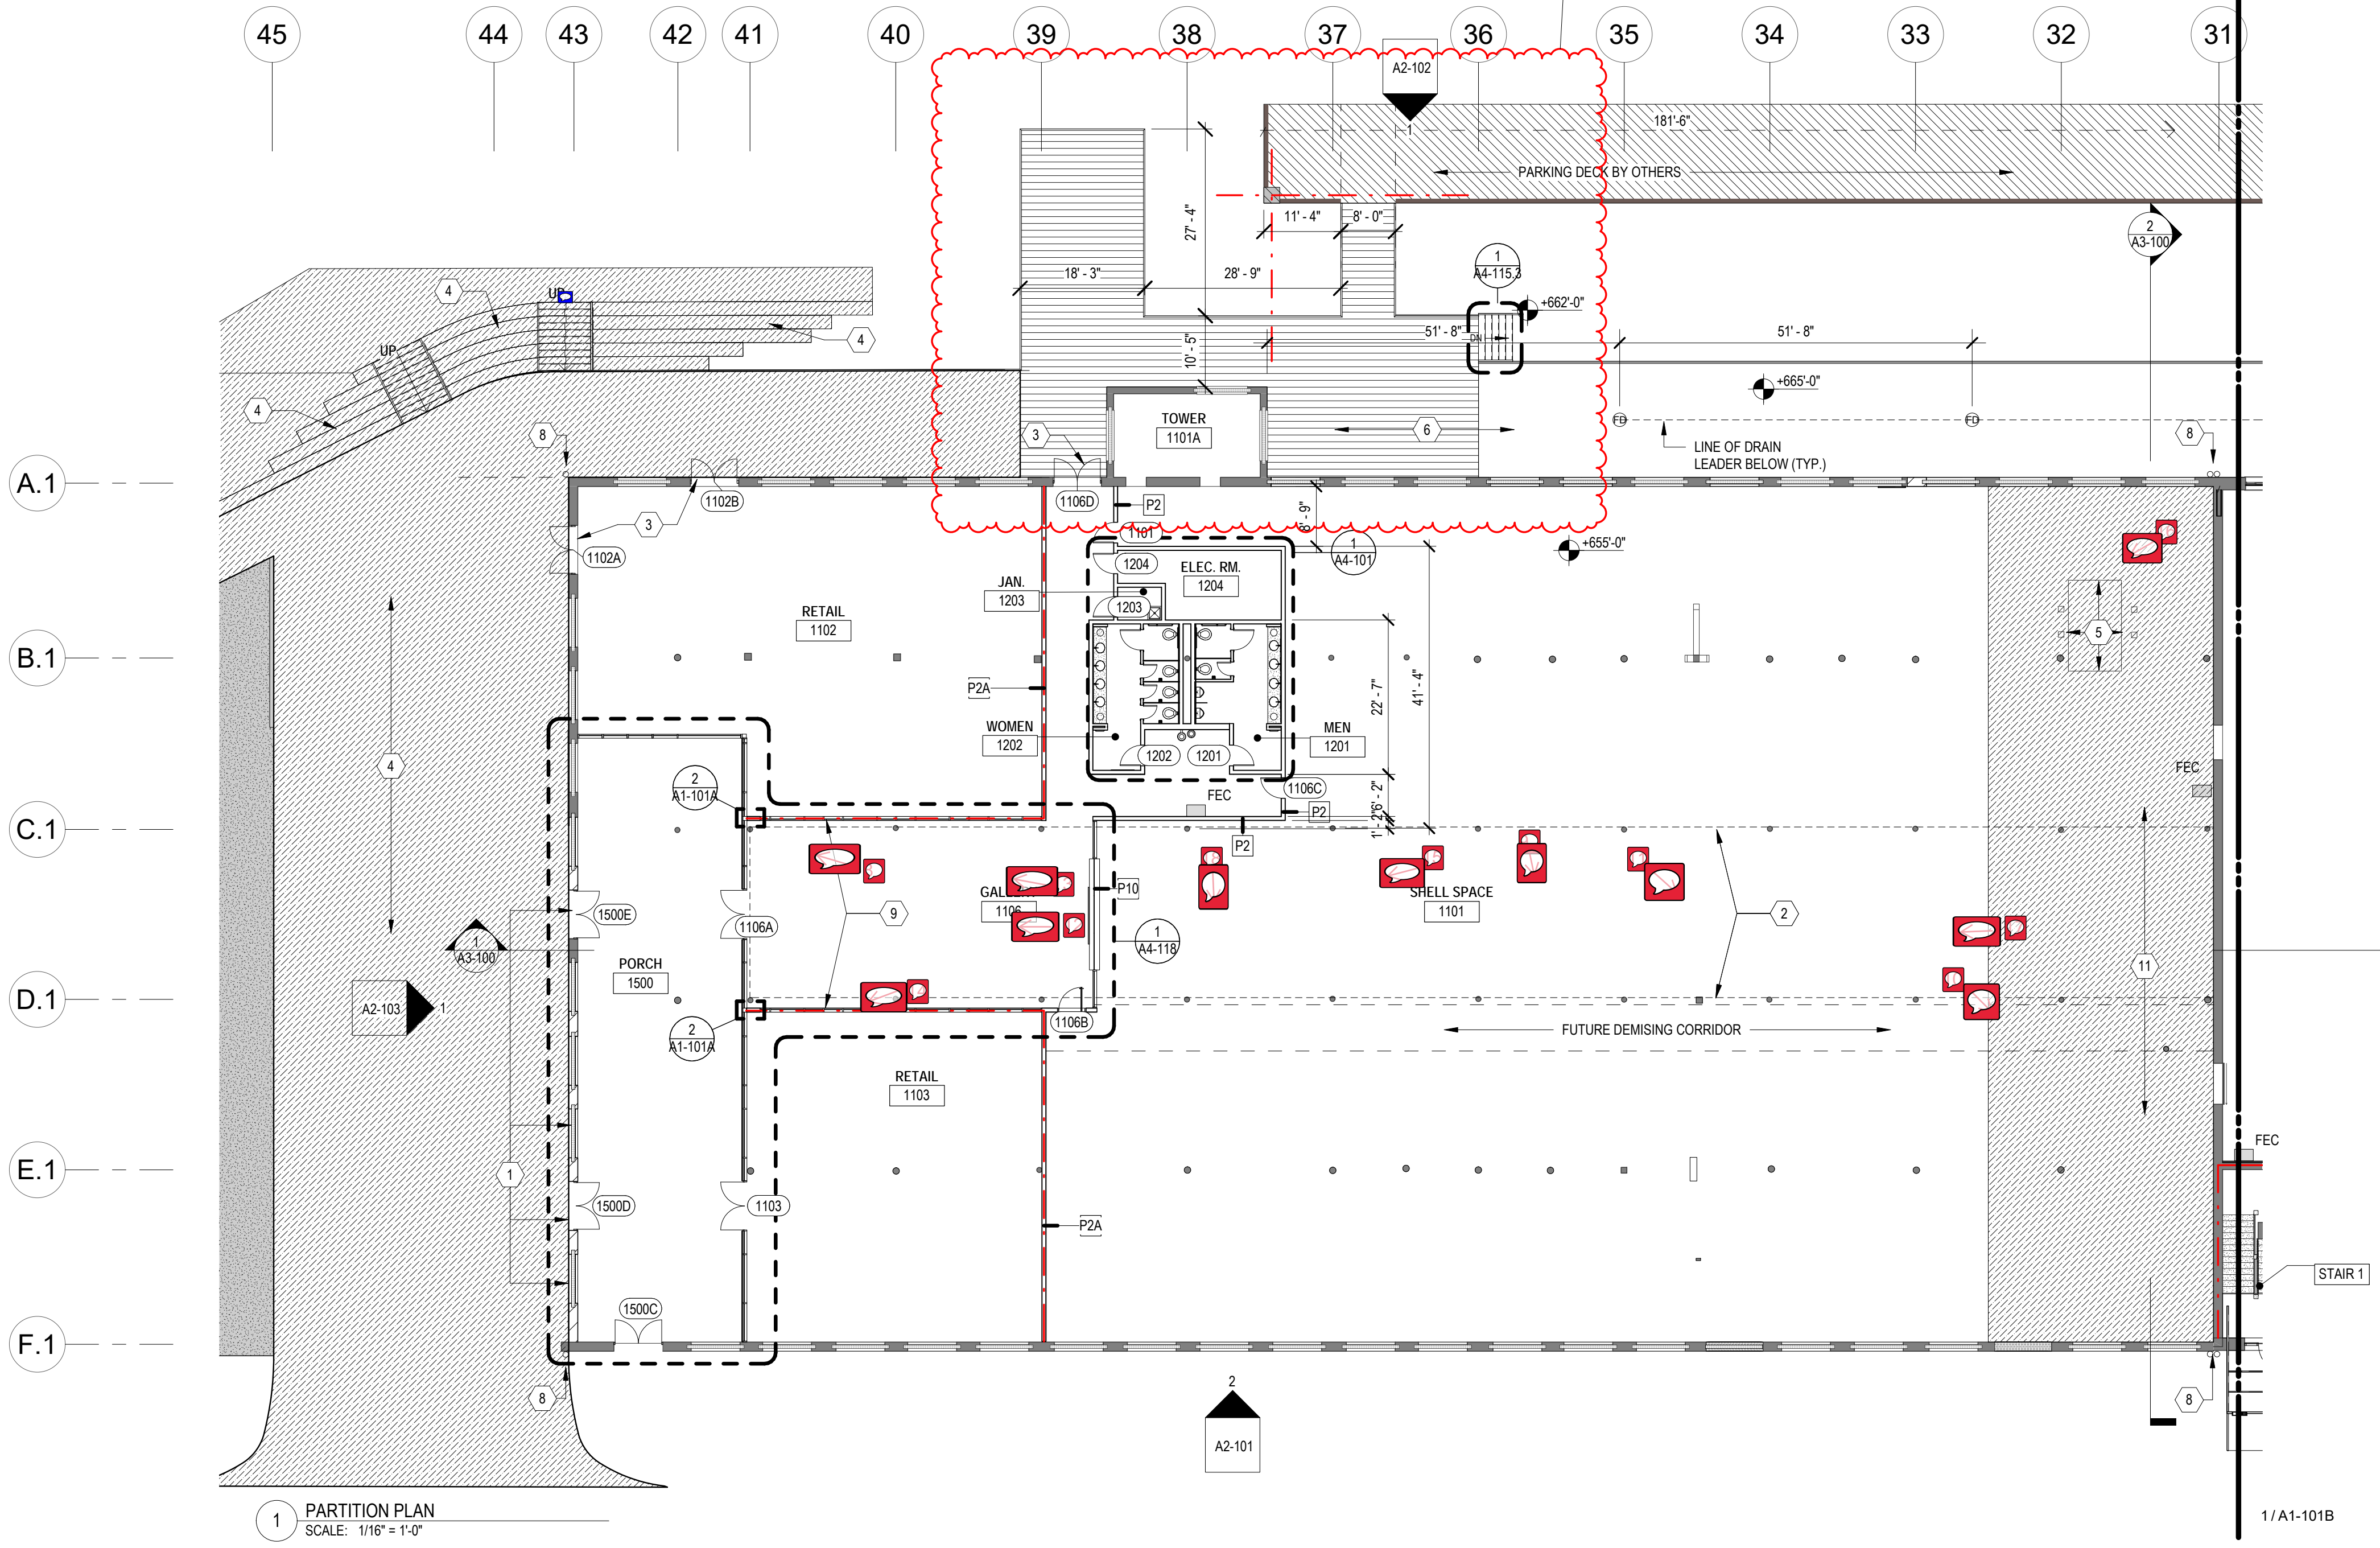 45 44 43 42 41 40 39 38 37 36 35 34 33 32 31
A2-102
1
181'-6"
PARKING DECK BY OTHERS
11' - 4" 8' - 0"
27' - 4"
2
A3-100
18' - 3" 28' - 9"
1
A4-115.3
4
UP
+662'-0"
51' - 8" 51' - 8"
DN
4
UP
10' - 5"
+665'-0"
4
TOWER
1101A
6
FD FD
3
8
8
LINE OF DRAIN
LEADER BELOW (TYP.)
A.1
1102B
1106D
P2
3
8' - 9"
1101
1
A4-101
+655'-0"
1102A
1204
ELEC. RM.
1204
JAN.
1203
1203
RETAIL
1102
5
B.1
P2A
22' - 7"
41' - 4"
WOMEN
1202
MEN
1201
1202
1201
4
FEC
2
A1-101A
1106C
FEC
6' - 2"
P2
1' - 2"
C.1
P2
P10
1106
SHELL SPACE
1101
9
2
1500E
1106A
1
A4-118
1
A3-100
PORCH
1500
11
D.1
A2-103
1
1106B
2
A1-101A
FUTURE DEMISING CORRIDOR
RETAIL
1103
FEC
E.1
1
1500D
1103
P2A
STAIR 1
1500C
F.1
8
8
2
A2-101
1
PARTITION PLAN
SCALE: 1/16" = 1'-0"
1 / A1-101B